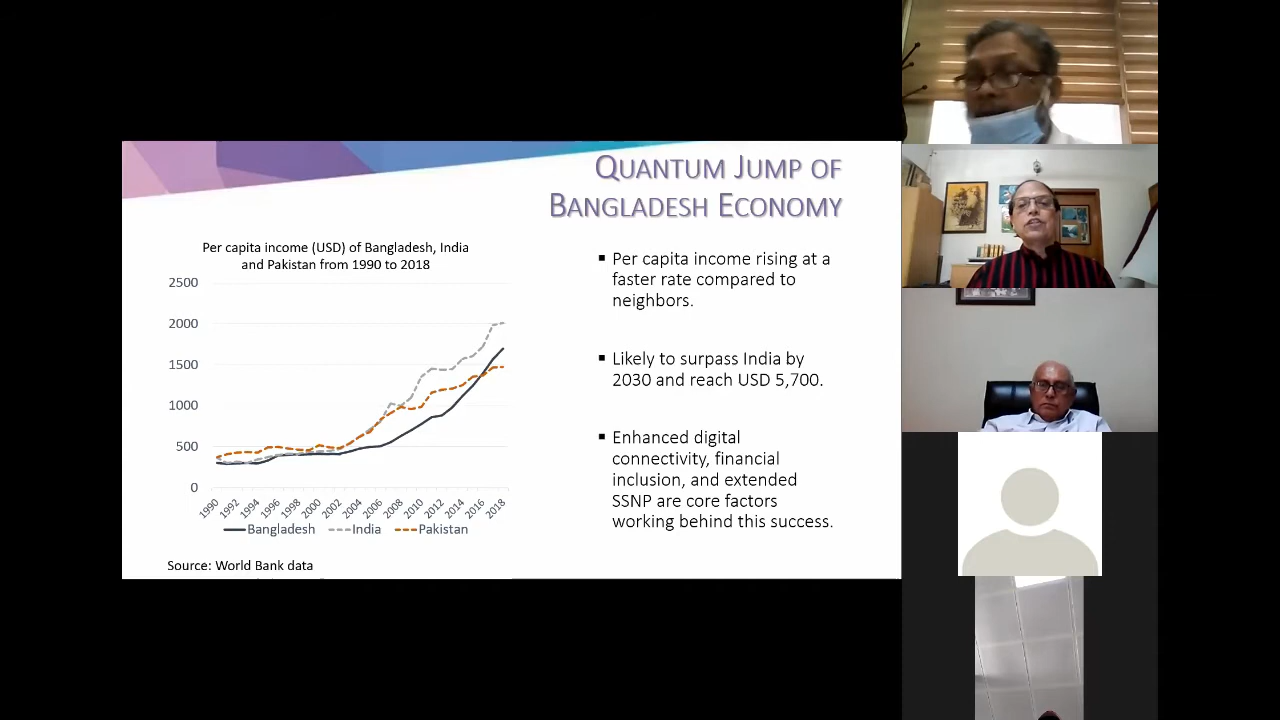 QUANTUM JUMP OF
BANGLADESH ECONOMY
Per capita income (USD) of Bangladesh, India
and Pakistan from 1990 to 2018
2500
2000
1500
1000
500
0
1990 1992 1994 1996 1998 2000 2002 2004 2006 2008 2010 2012 2014 2016 2018
Bangladesh India Pakistan
Source: World Bank data
▪ Per capita income rising at a
faster rate compared to
neighbors.
▪ Likely to surpass India by
2030 and reach USD 5,700.
▪ Enhanced digital
connectivity, financial
inclusion, and extended
SSNP are core factors
working behind this success.